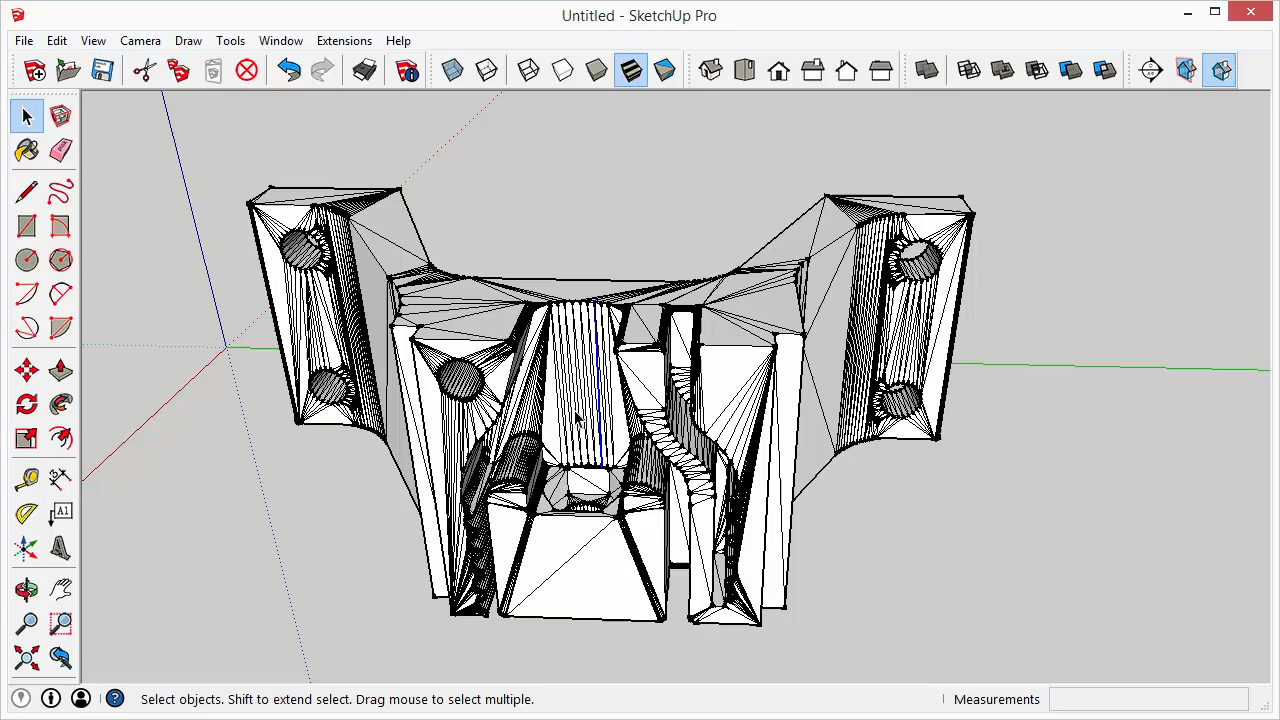 Untitled - SketchUp Pro
File Edit View Camera Draw Tools Window Extensions Help
A1
Select objects. Shift to extend select. Drag mouse to select multiple.
Measurements